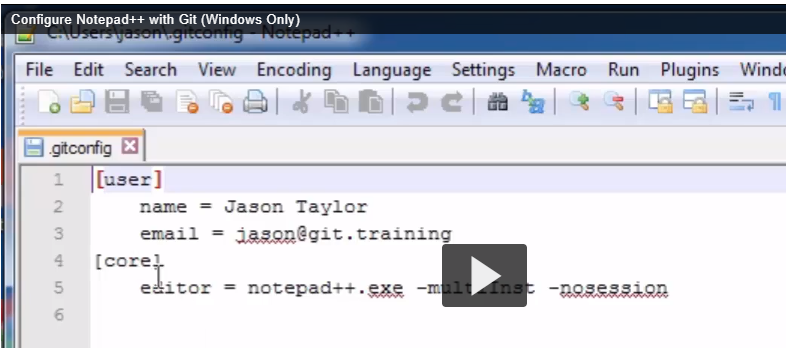 Configure Notepad++ with Git (Windows Only)
C:\Users\jason\.gitconfig - Notepad++
File Edit Search View Encoding Language Settings Macro Run Plugins Windo
.gitconfig
1 [user]
2 name = Jason Taylor
3 email = jason@git.training
4 [core]
5 editor = notepad++.exe -multiInst -nosession
6